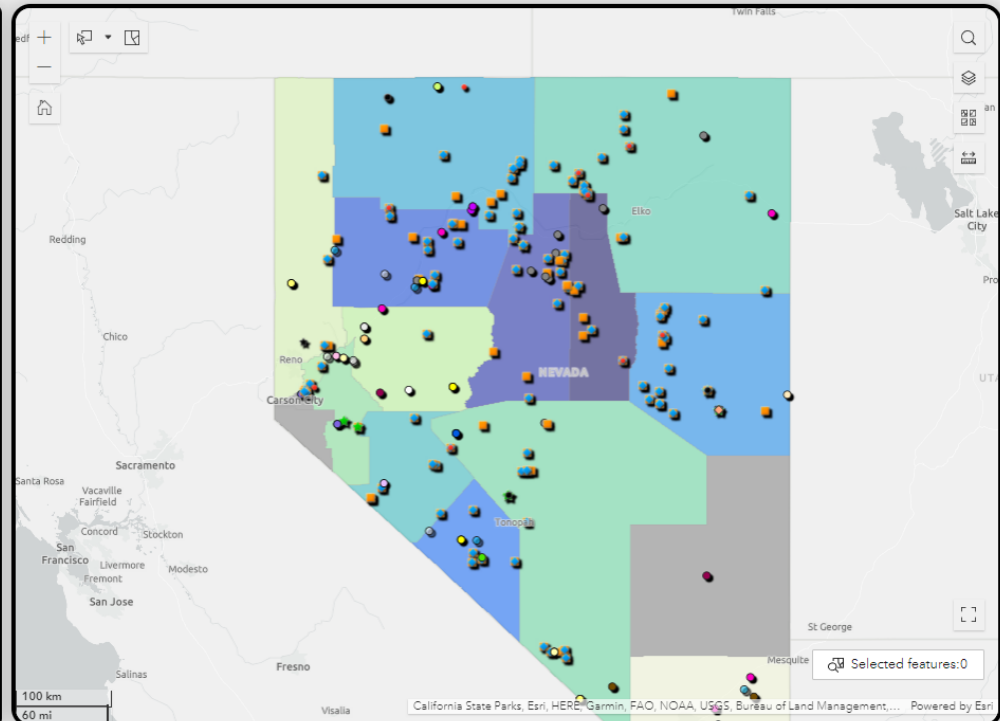 Twin Falls
Elko
Salt Lake
City
Redding
Chico
Reno
NEVADA
Carson City
Sacramento
Santa Rosa
Vacaville
Fairfield
Tonopah
Concord
Stockton
San
Francisco
Livermore
Modesto
Fremont
San Jose
St George
Mesquite
Selected features:0
Fresno
Salinas
100 km
60 mi
Visalia
California State Parks, Esri, HERE, Garmin, FAO, NOAA, USGS, Bureau of Land Management,...
Powered by Esri